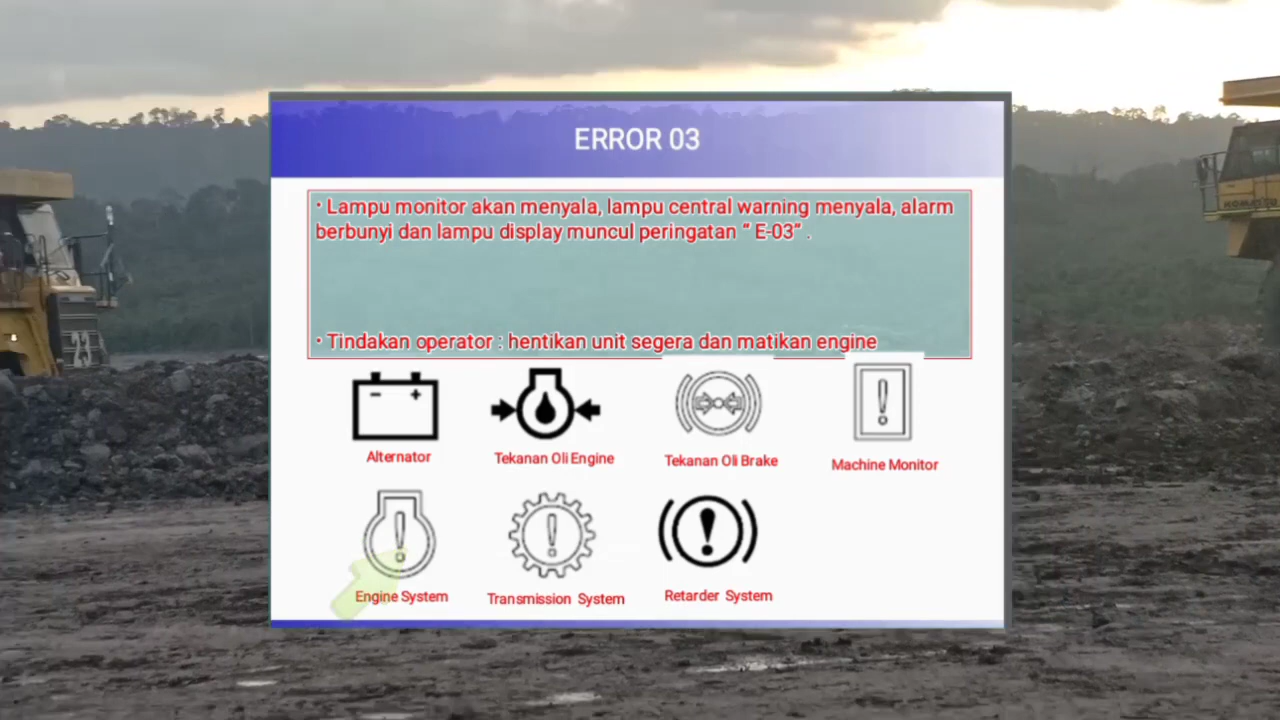 ERROR 03
• Lampu monitor akan menyala, lampu central warning menyala, alarm
berbunyi dan lampu display muncul peringatan “ E-03” .
• Tindakan operator : hentikan unit segera dan matikan engine
Alternator
Tekanan Oli Engine
Tekanan Oli Brake
Machine Monitor
Engine System
Transmission System
Retarder System
KOMATSU